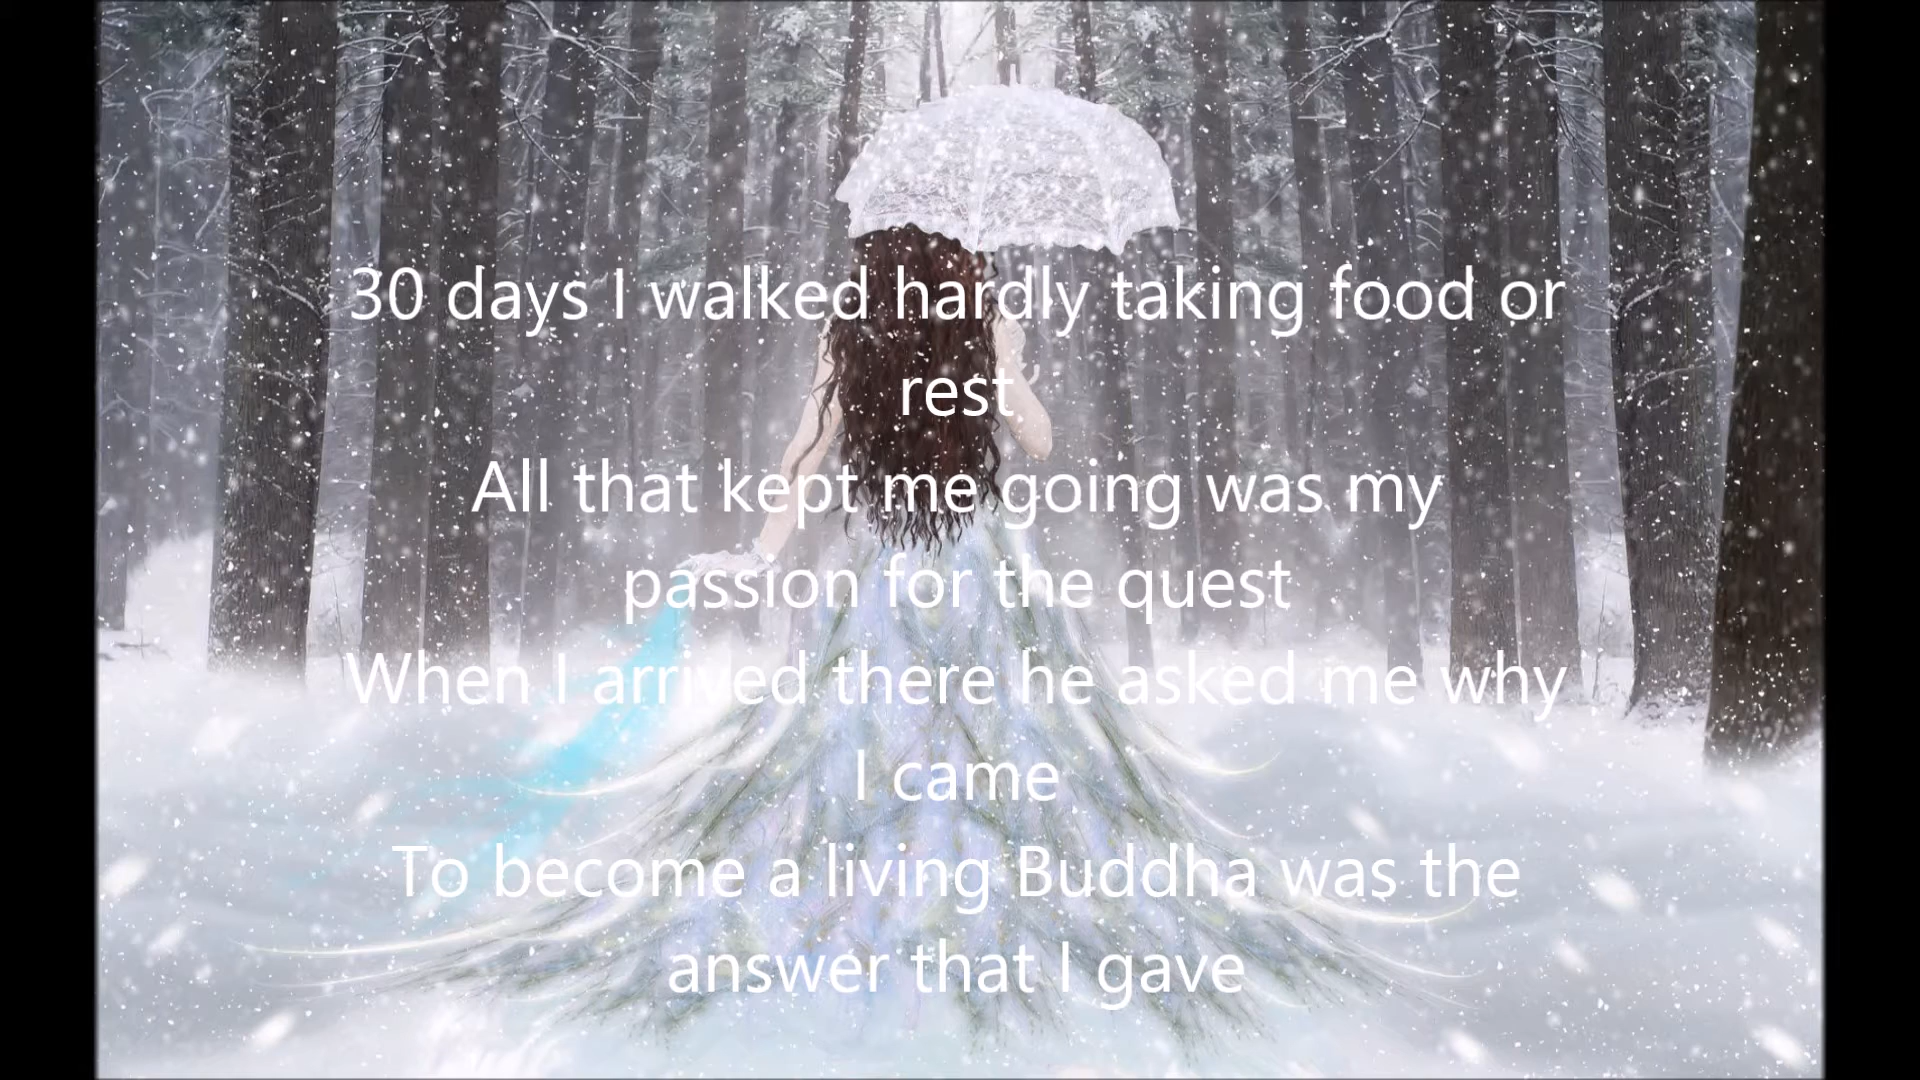 30 days I walked hardly taking food or
rest
All that kept me going was my
passion for the quest
When I arrived there he asked me why
I came
To become a living Buddha was the
answer that I gave